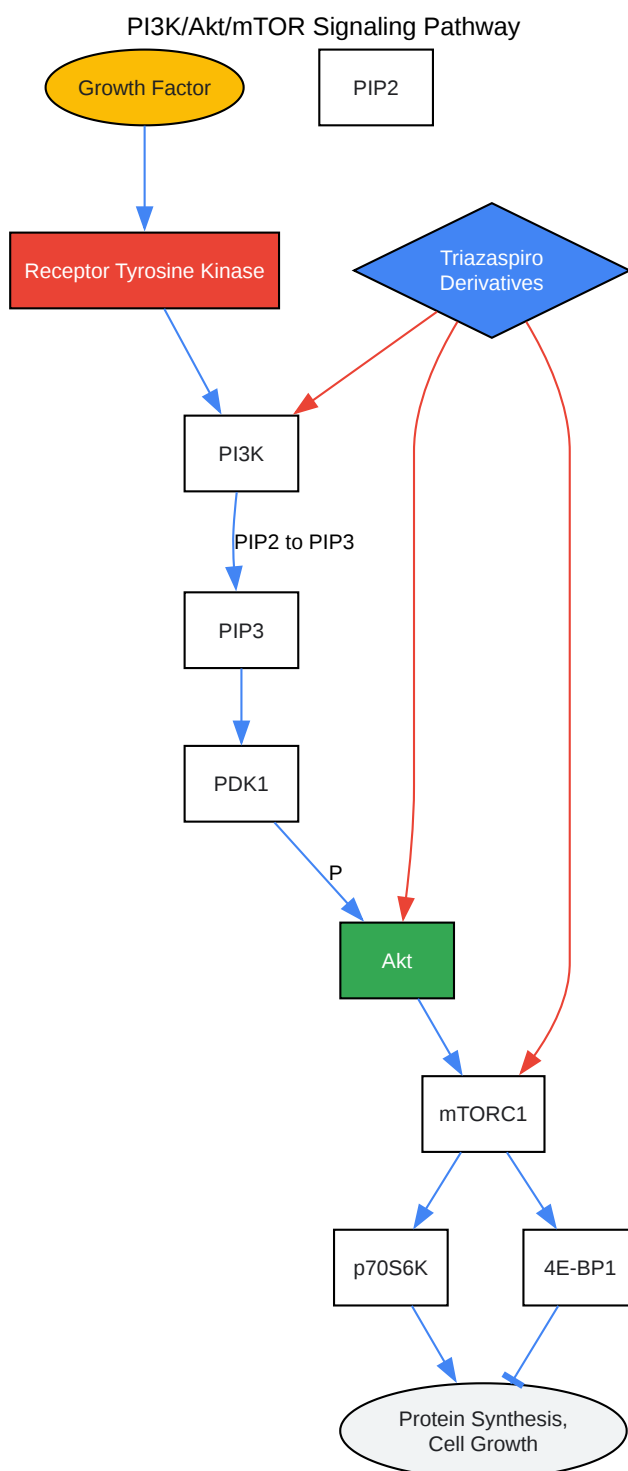 PI3K/Akt/mTOR Signaling Pathway
Growth Factor
PIP2
Receptor Tyrosine Kinase
Triazaspiro
Derivatives
PI3K
PIP2 to PIP3
PIP3
PDK1
P
Akt
mTORC1
p70S6K
4E-BP1
Protein Synthesis,
Cell Growth